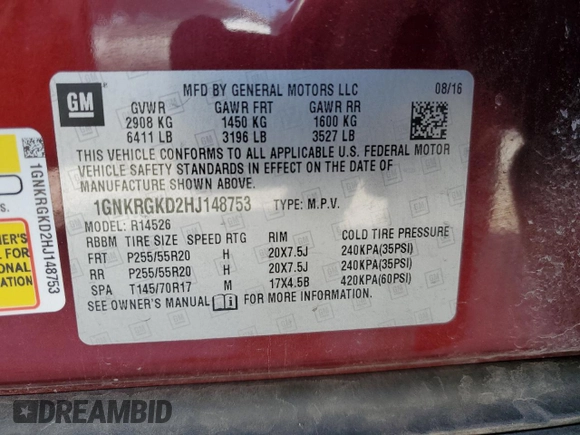 GM
MFD BY GENERAL MOTORS LLC 08/16
GVWR GAWR FRT GAWR RR
2908 KG 1450 KG 1600 KG
6411 LB 3196 LB 3527 LB
THIS VEHICLE CONFORMS TO ALL APPLICABLE U.S. FEDERAL MOTOR
VEHICLE SAFETY STANDARDS IN EFFECT ON THE DATE OF
MANUFACTURE SHOWN ABOVE.
1GNKRGKD2HJ148753 TYPE: M.P.V.
MODEL: R14526
RBBM TIRE SIZE SPEED RTG RIM COLD TIRE PRESSURE
FRT P255/55R20 H 20X7.5J 240KPA(35PSI)
RR P255/55R20 H 20X7.5J 240KPA(35PSI)
SPA T145/70R17 M 17X4.5B 420KPA(60PSI)
SEE OWNER'S MANUAL i FOR MORE INFORMATION.
1GNKRGKD2HJ148753
DREAMBID